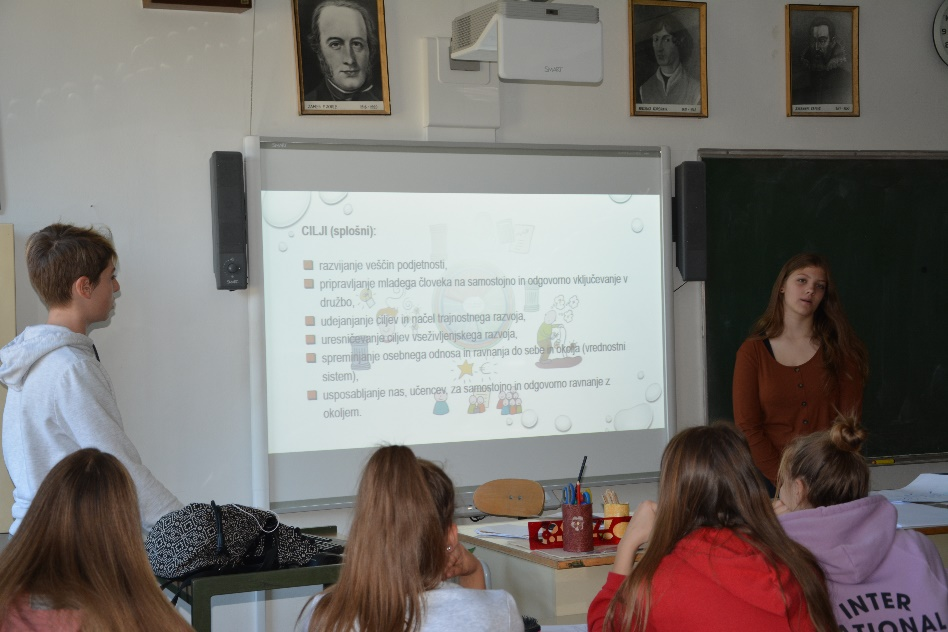 SMART
CILJI (splošni):
razvijanje veščin podjetnosti,
pripravljanje mladega človeka na samostojno in odgovorno vključevanje v
družbo,
udejanjanje ciljev in načel trajnostnega razvoja,
uresničevanje ciljev vseživljenjskega razvoja,
spreminjanje osebnega odnosa in ravnanja do sebe in okolja (vrednostni
sistem),
usposabljanje nas, učencev, za samostojno in odgovorno ravnanje z
okoljem.
INTER
NATIONAL